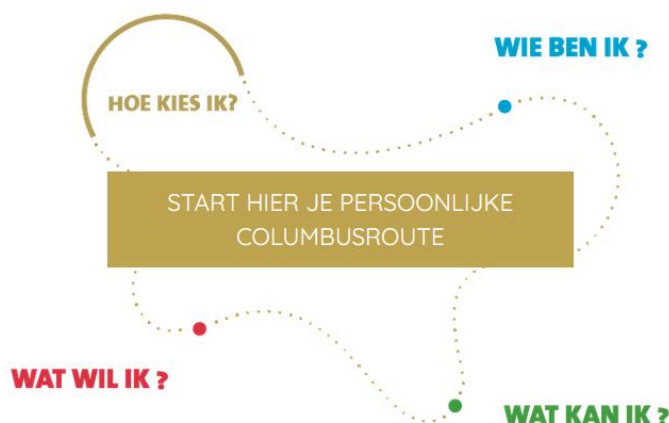 WIE BEN IK ?
HOE KIES IK?
START HIER JE PERSOONLIJKE
COLUMBUSROUTE
WAT WIL IK ?
WAT KAN IK ?